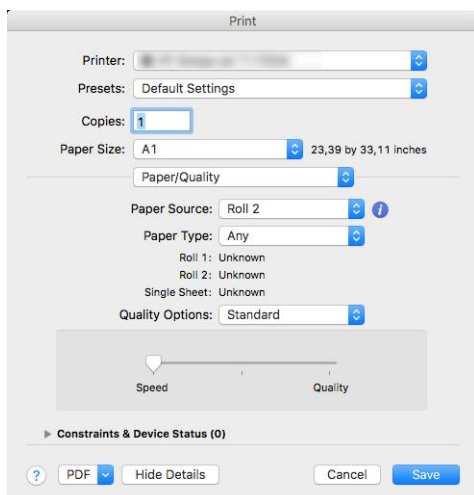 Print
Printer:
Presets: Default Settings
Copies: 1
Paper Size: A1 23,39 by 33,11 inches
Paper/Quality
Paper Source: Roll 2 i
Paper Type: Any
Roll 1: Unknown
Roll 2: Unknown
Single Sheet: Unknown
Quality Options: Standard
Speed Quality
Constraints & Device Status (0)
? PDF Hide Details Cancel Save